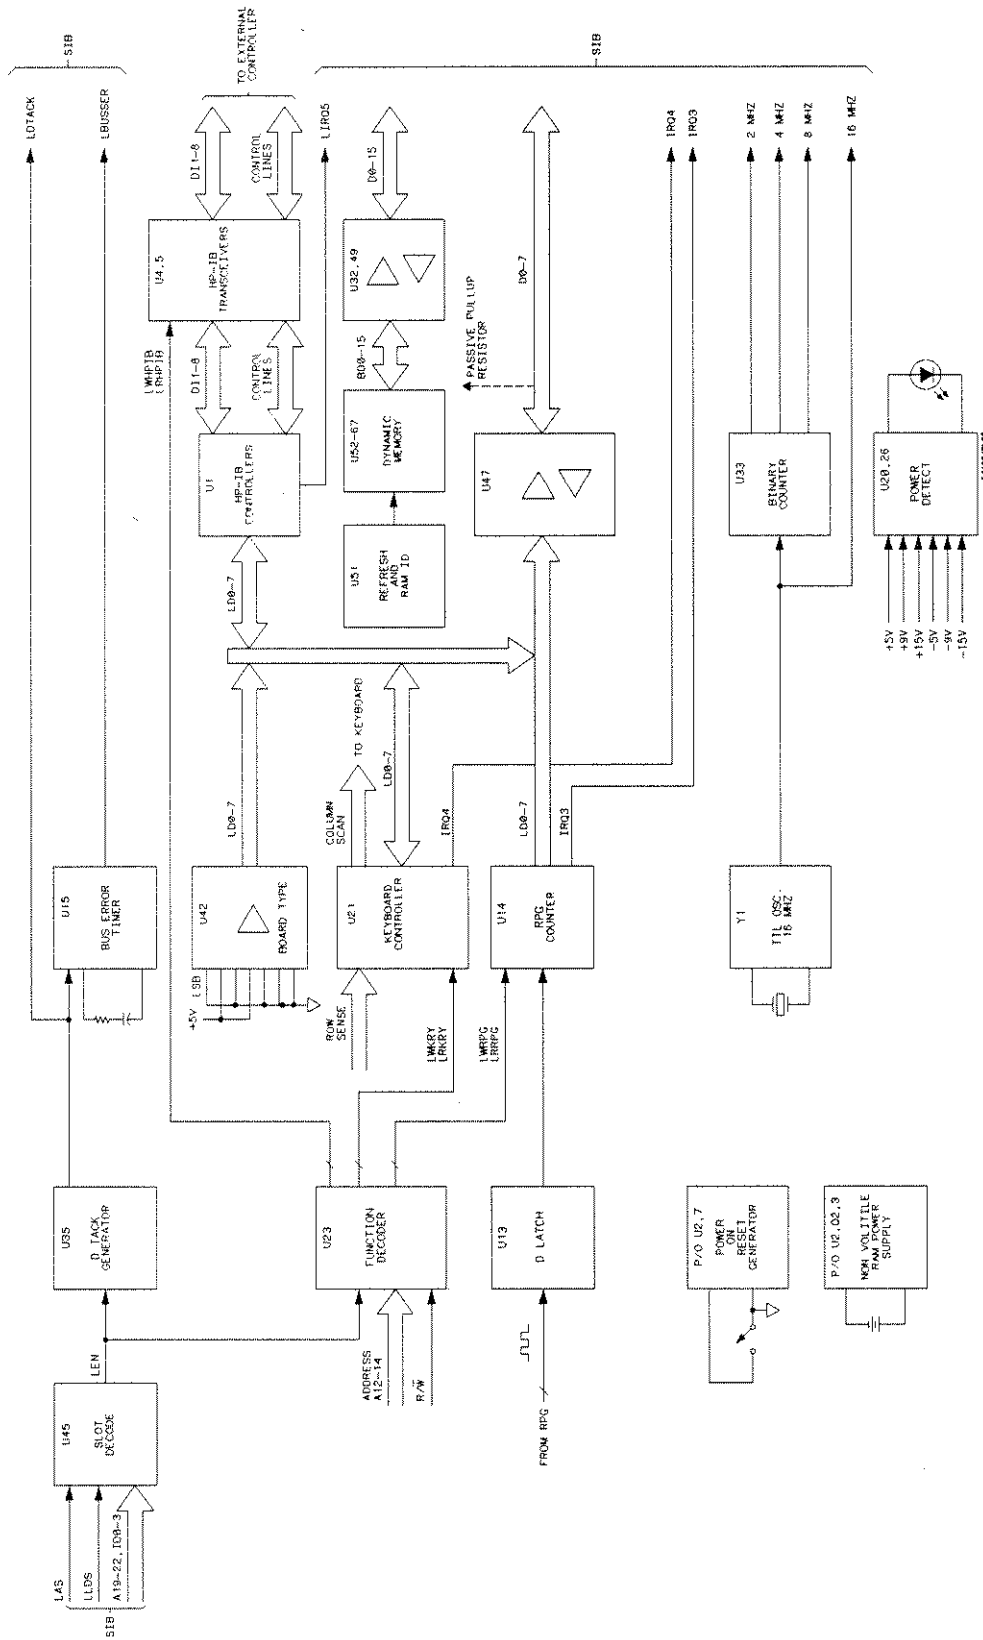 SIB
LAS
LLDS
A19-22,ID0-3
U45
SLOT
DECODE
LEN
U35
D TACK
GENERATOR
U15
BUS ERROR
TIMER
LDTACK
LBUSSER
SIB
ADDRESS
A12-14
R/W̅
U23
FUNCTION
DECODER
LWHPIB
LRHPIB
LWKRY
LRKRY
LWRPG
LRRPG
+5V
LSB
U42
BOARD TYPE
LD0-7
LD0-7
U1
HP-IB
CONTROLLERS
DI1-8
CONTROL
LINES
U4,5
HP-IB
TRANSCEIVERS
DI1-8
CONTROL
LINES
TO EXTERNAL
CONTROLLER
LIRQ5
ROW
SENSE
U21
KEYBOARD
CONTROLLER
COLUMN
SCAN
TO KEYBOARD
LD0-7
IRQ4
U51
REFRESH
AND
RAM ID
U52-67
DYNAMIC
MEMORY
BD0-15
U32,49
D0-15
SIB
FROM RPG
U13
D LATCH
U14
RPG
COUNTER
LD0-7
IRQ3
U47
PASSIVE PULLUP
RESISTOR
D0-7
IRQ4
IRQ3
P/O U2,7
POWER
ON
RESET
GENERATOR
Y1
TTL OSC.
16 MHZ
U33
BINARY
COUNTER
2 MHZ
4 MHZ
8 MHZ
16 MHZ
P/O U2,Q2,3
NON VOLITILE
RAM POWER
SUPPLY
+5V
+9V
+15V
-5V
-9V
-15V
U20,26
POWER
DETECT